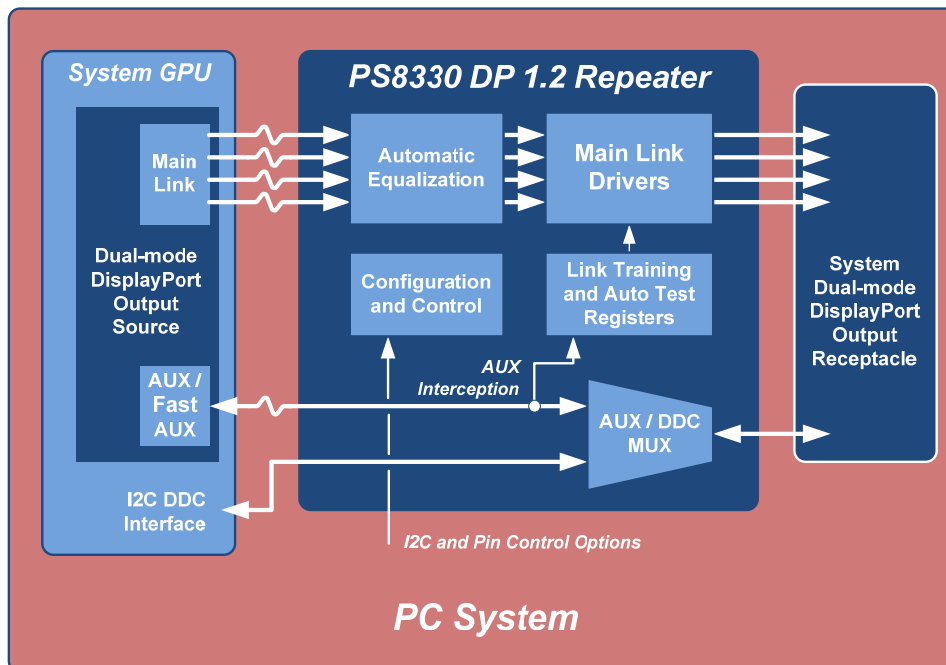 System GPU
PS8330 DP 1.2 Repeater
Main
Link
Automatic
Equalization
Main Link
Drivers
Dual-mode
DisplayPort
Output
Source
Configuration
and Control
Link Training
and Auto Test
Registers
System
Dual-mode
DisplayPort
Output
Receptacle
AUX
Interception
AUX /
Fast
AUX
AUX / DDC
MUX
I2C DDC
Interface
I2C and Pin Control Options
PC System